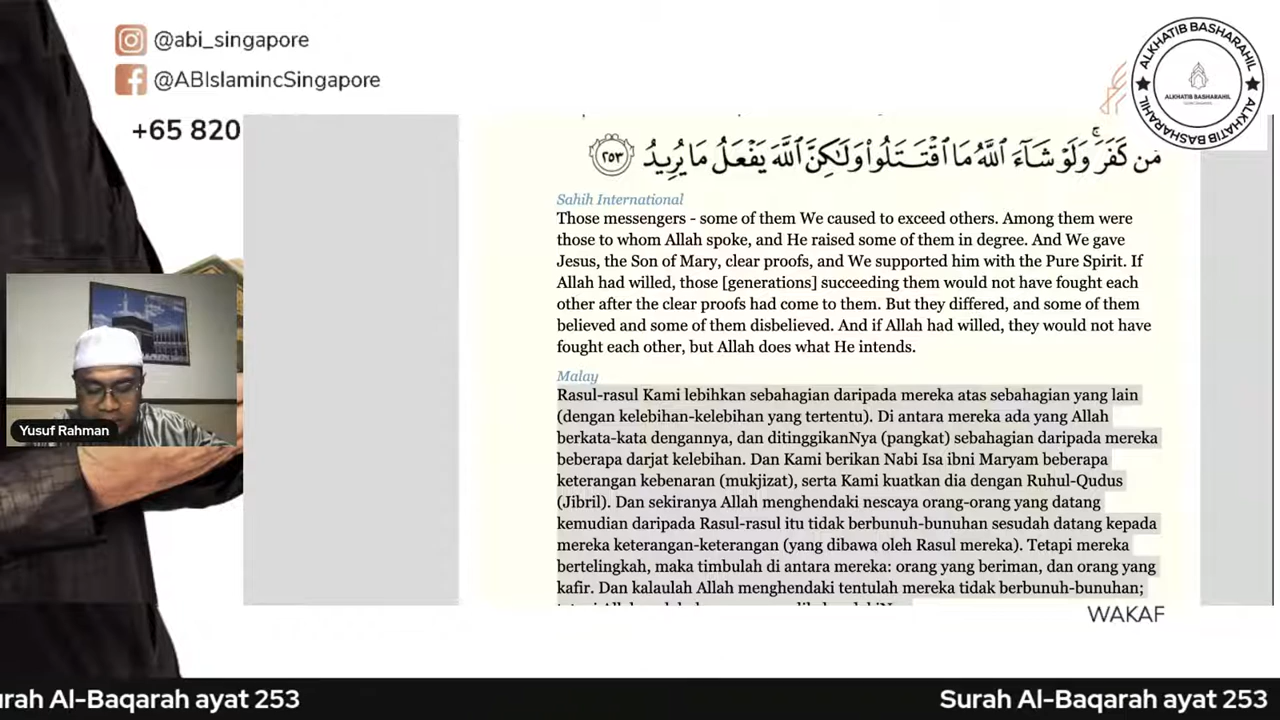 @abi_singapore
@ABIslamincSingapore
+65 820
ALKHATIB BASHARAHIL
ALKHATIB BASHARAHIL
ALKHATIB BASHARAHIL
مَن كَفَرَ ۚ وَلَوْ شَآءَ ٱللَّهُ مَا ٱقْتَتَلُوا۟ وَلَٰكِنَّ ٱللَّهَ يَفْعَلُ مَا يُرِيدُ ٢٥٣
Sahih International
Those messengers - some of them We caused to exceed others. Among them were
those to whom Allah spoke, and He raised some of them in degree. And We gave
Jesus, the Son of Mary, clear proofs, and We supported him with the Pure Spirit. If
Allah had willed, those [generations] succeeding them would not have fought each
other after the clear proofs had come to them. But they differed, and some of them
believed and some of them disbelieved. And if Allah had willed, they would not have
fought each other, but Allah does what He intends.
Malay
Rasul-rasul Kami lebihkan sebahagian daripada mereka atas sebahagian yang lain
(dengan kelebihan-kelebihan yang tertentu). Di antara mereka ada yang Allah
berkata-kata dengannya, dan ditinggikanNya (pangkat) sebahagian daripada mereka
beberapa darjat kelebihan. Dan Kami berikan Nabi Isa ibni Maryam beberapa
keterangan kebenaran (mukjizat), serta Kami kuatkan dia dengan Ruhul-Qudus
(Jibril). Dan sekiranya Allah menghendaki nescaya orang-orang yang datang
kemudian daripada Rasul-rasul itu tidak berbunuh-bunuhan sesudah datang kepada
mereka keterangan-keterangan (yang dibawa oleh Rasul mereka). Tetapi mereka
bertelingkah, maka timbulah di antara mereka: orang yang beriman, dan orang yang
kafir. Dan kalaulah Allah menghendaki tentulah mereka tidak berbunuh-bunuhan;
Yusuf Rahman
WAKAF
urah Al-Baqarah ayat 253
Surah Al-Baqarah ayat 253